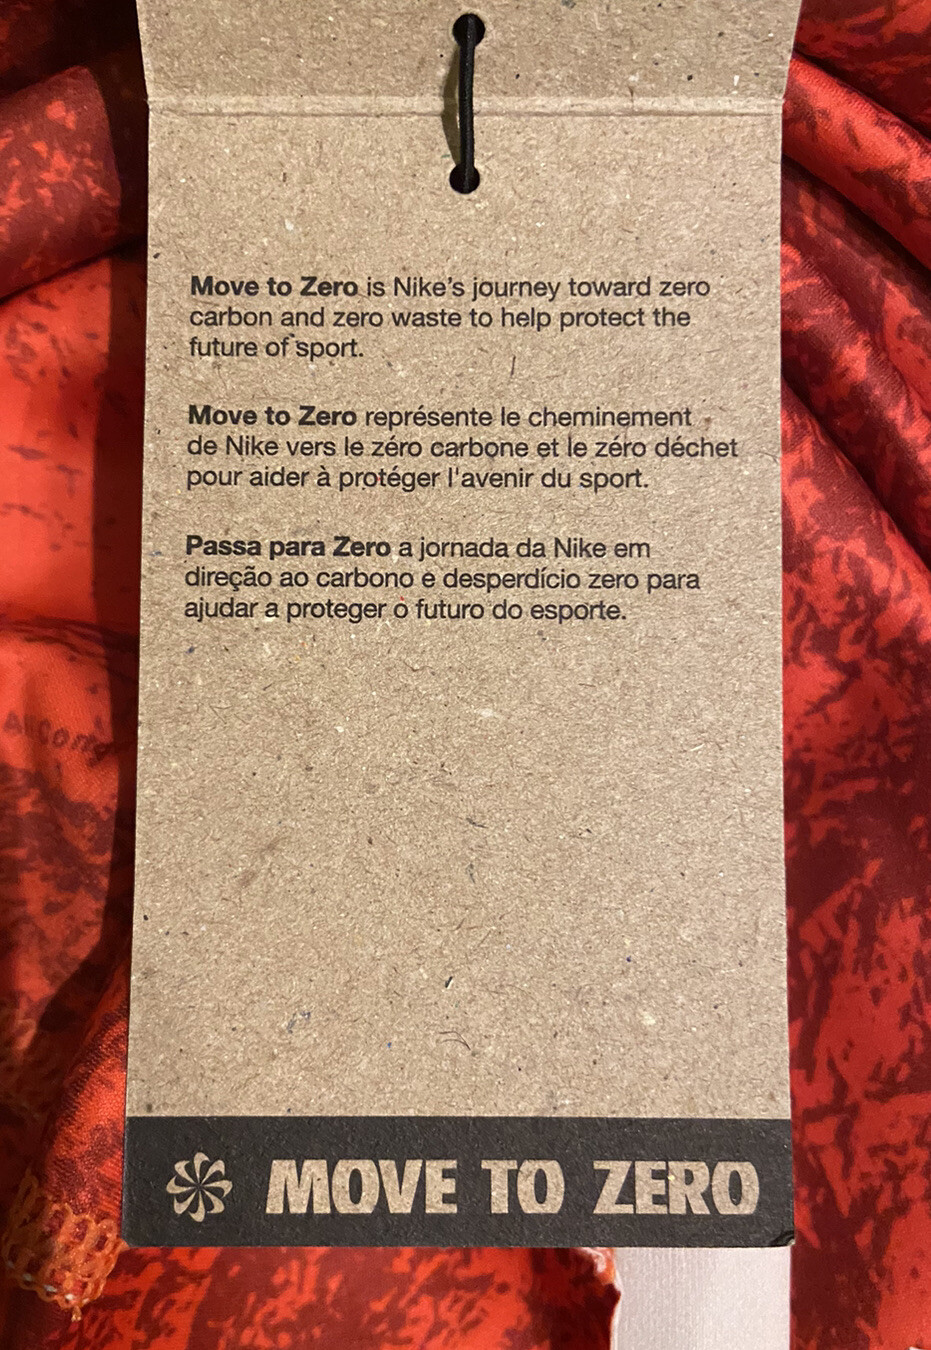 Move to Zero is Nike's journey toward zero
carbon and zero waste to help protect the
future of sport.
Move to Zero représente le cheminement
de Nike vers le zéro carbone et le zéro déchet
pour aider à protéger l'avenir du sport.
Passa para Zero a jornada da Nike em
direção ao carbono e desperdício zero para
ajudar a proteger o futuro do esporte.
MOVE TO ZERO